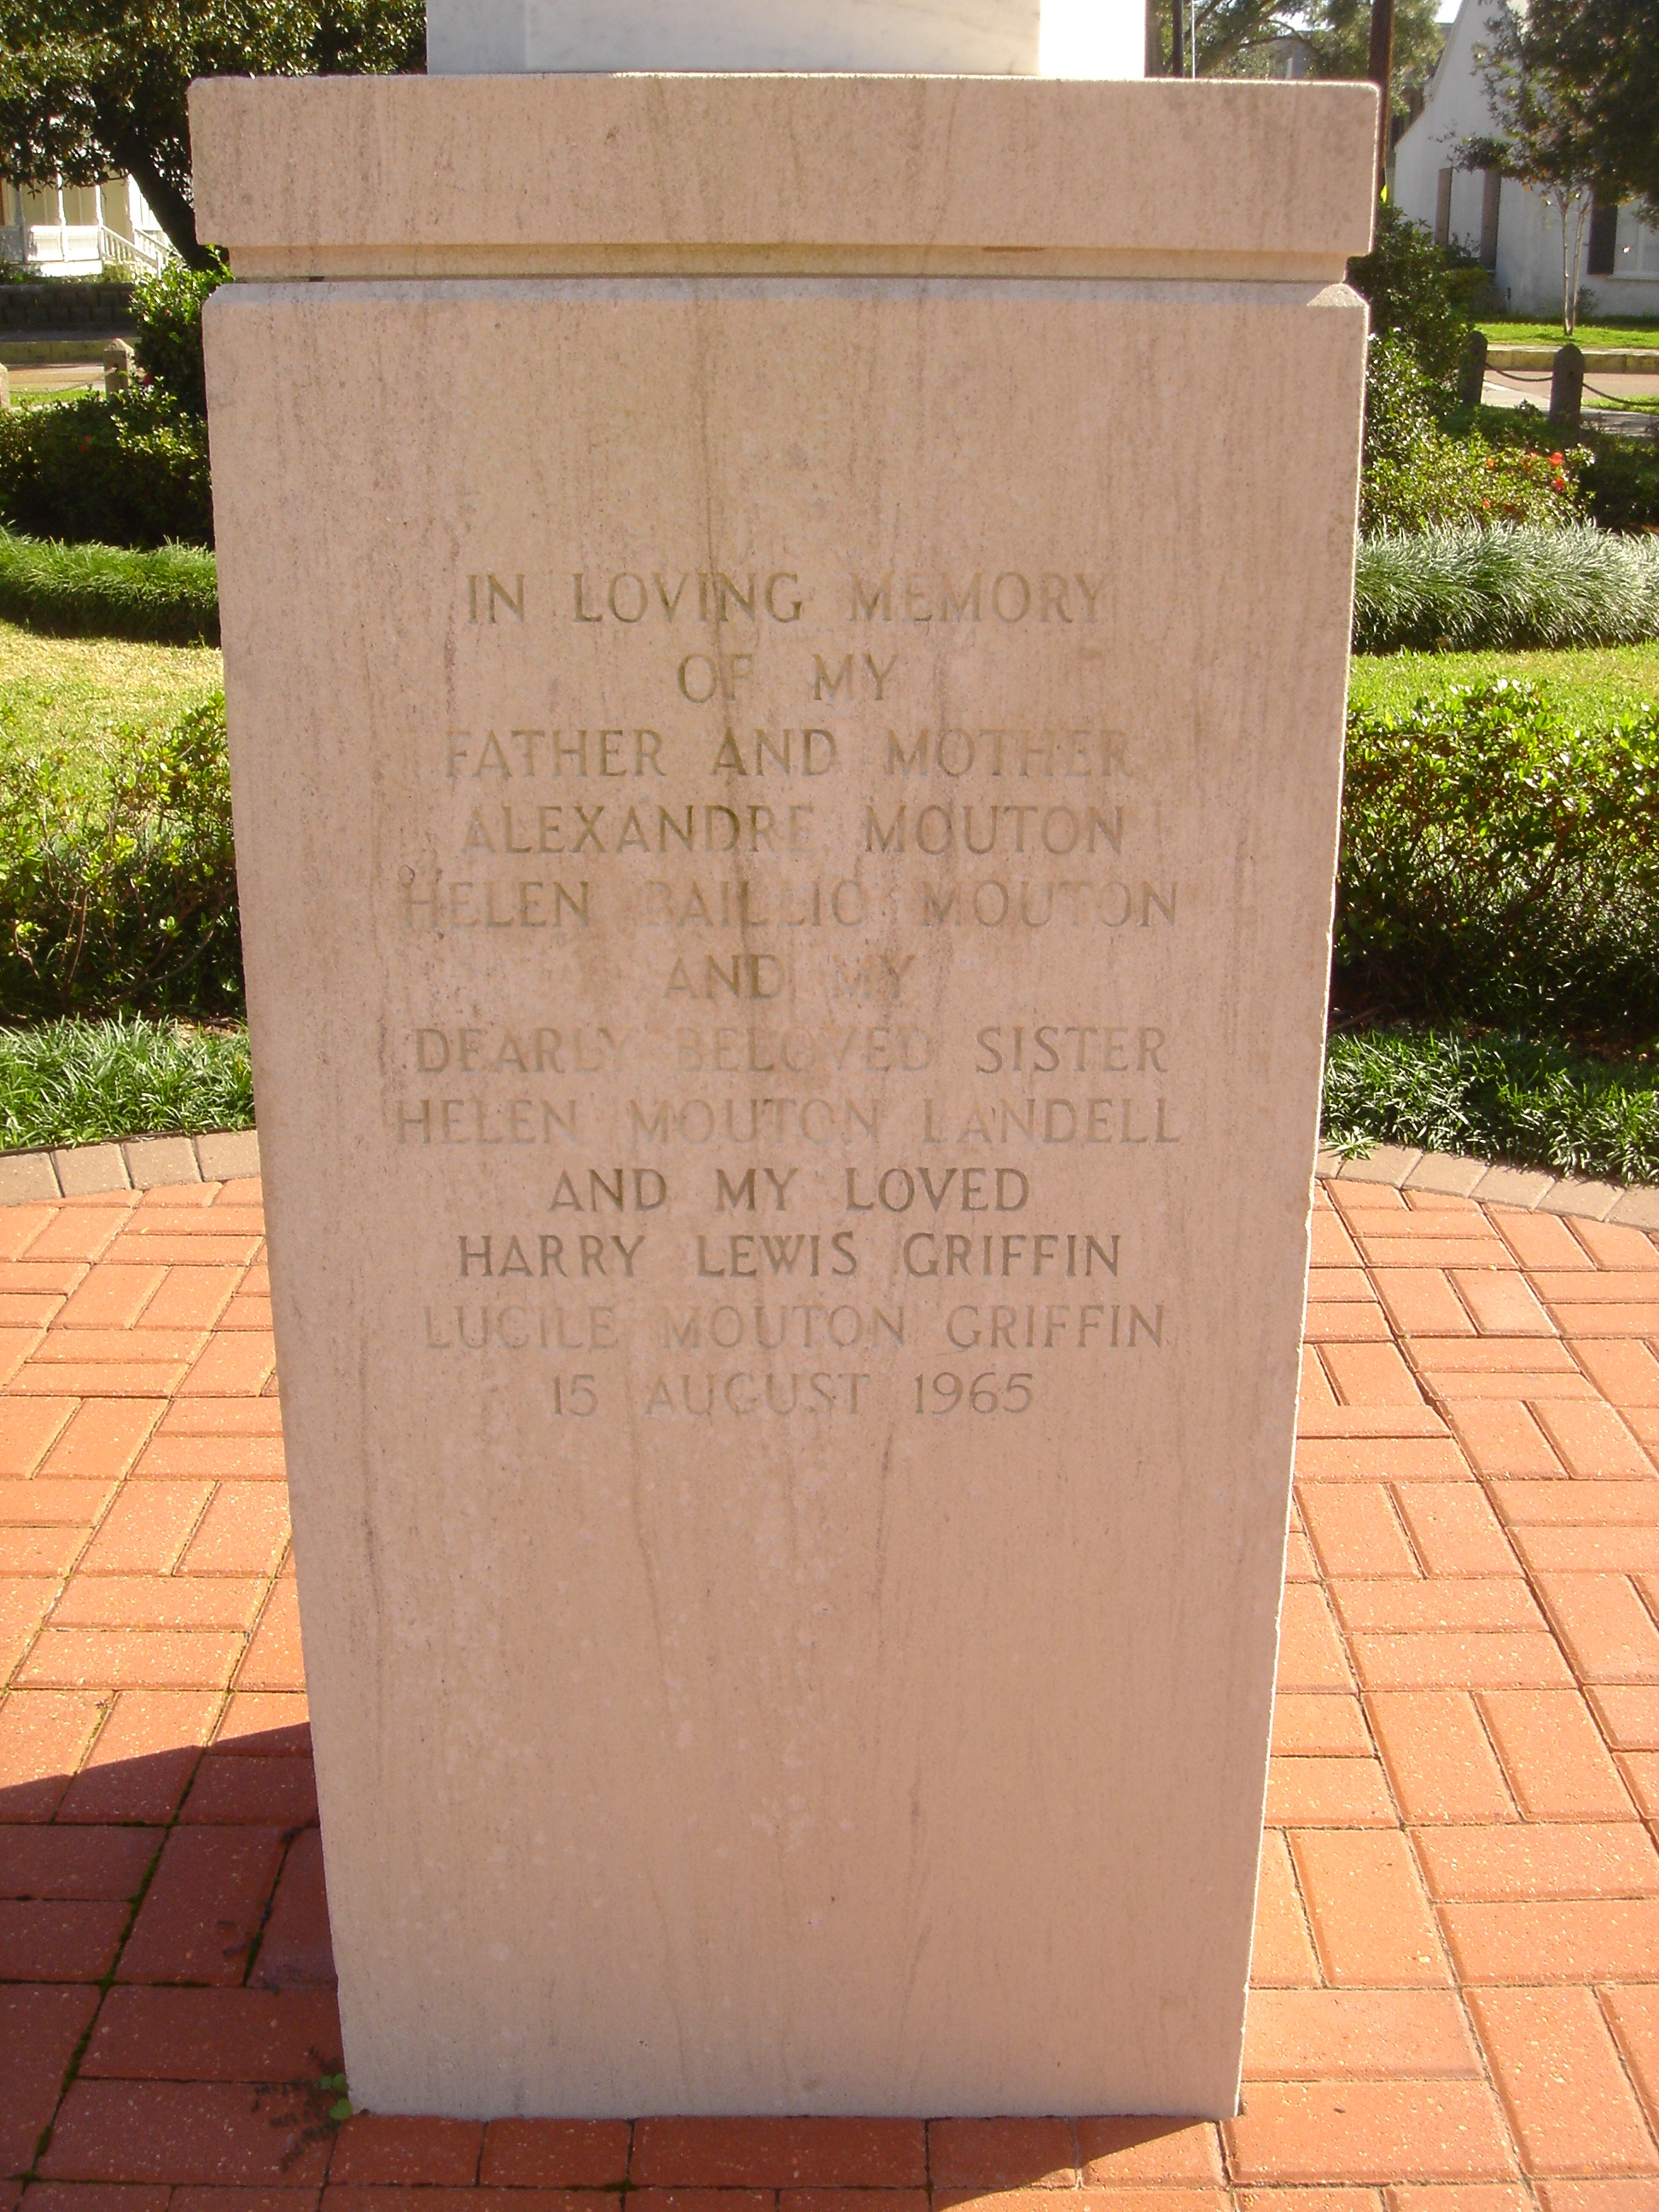 IN LOVING MEMORY
OF MY
FATHER AND MOTHER
ALEXANDRE MOUTON
HELEN BAILLIO MOUTON
AND MY
DEARLY BELOVED SISTER
HELEN MOUTON LANDELL
AND MY LOVED
HARRY LEWIS GRIFFIN
LUCILE MOUTON GRIFFIN
15 AUGUST 1965